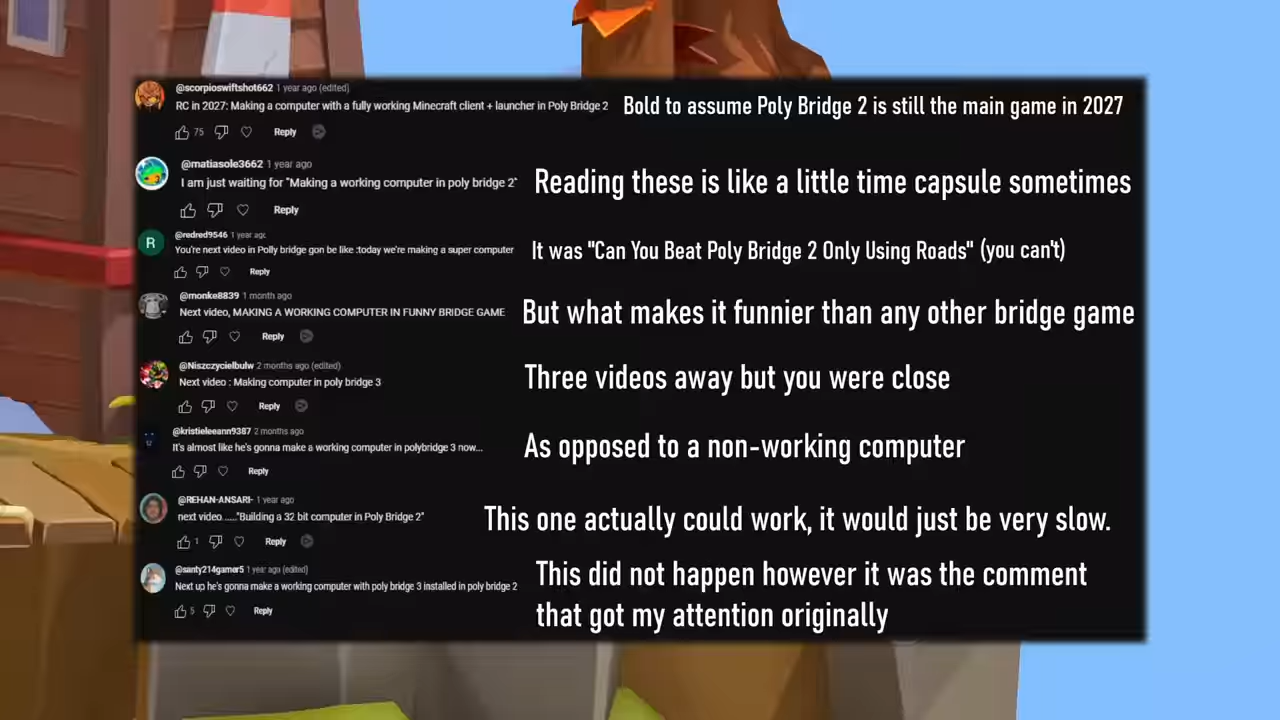 @scorpioswiftshot662 1 year ago (edited)
RC in 2027: Making a computer with a fully working Minecraft client + launcher in Poly Bridge 2
Bold to assume Poly Bridge 2 is still the main game in 2027
75 Reply
@matiasole3662 1 year ago
I am just waiting for "Making a working computer in poly bridge 2"
Reading these is like a little time capsule sometimes
Reply
R
@redred9546 1 year ago
You're next video in Polly bridge gon be like :today we're making a super computer
It was "Can You Beat Poly Bridge 2 Only Using Roads" (you can't)
Reply
@monke8839 1 month ago
Next video, MAKING A WORKING COMPUTER IN FUNNY BRIDGE GAME
But what makes it funnier than any other bridge game
Reply
@Niszczycielbulw 2 months ago (edited)
Next video : Making computer in poly bridge 3
Three videos away but you were close
Reply
@kristieleeann9387 2 months ago
It's almost like he's gonna make a working computer in polybridge 3 now...
As opposed to a non-working computer
Reply
@REHAN-ANSARI- 1 year ago
next video......"Building a 32 bit computer in Poly Bridge 2"
This one actually could work, it would just be very slow.
1 Reply
@santy214gamer5 1 year ago (edited)
Next up he's gonna make a working computer with poly bridge 3 installed in poly bridge 2
This did not happen however it was the comment
that got my attention originally
5 Reply